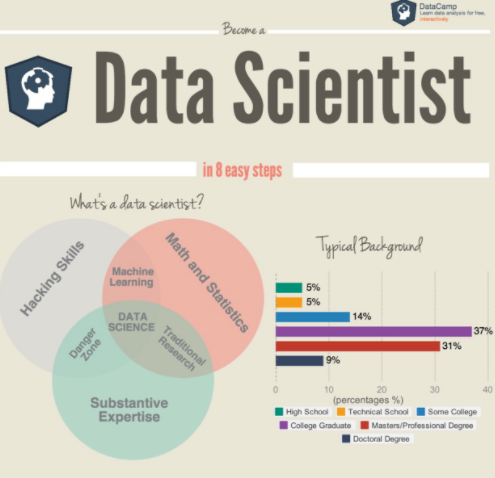 DataCamp
Learn data analysis for free,
interactively
Become a
Data Scientist
in 8 easy steps
What's a data scientist?
Hacking Skills
Math and Statistics
Machine
Learning
DATA
SCIENCE
Danger
Zone
Traditional
Research
Substantive
Expertise
Typical Background
5%
5%
14%
37%
31%
9%
0 10 20 30 40
(percentages %)
High School Technical School Some College
College Graduate Masters/Professional Degree
Doctoral Degree